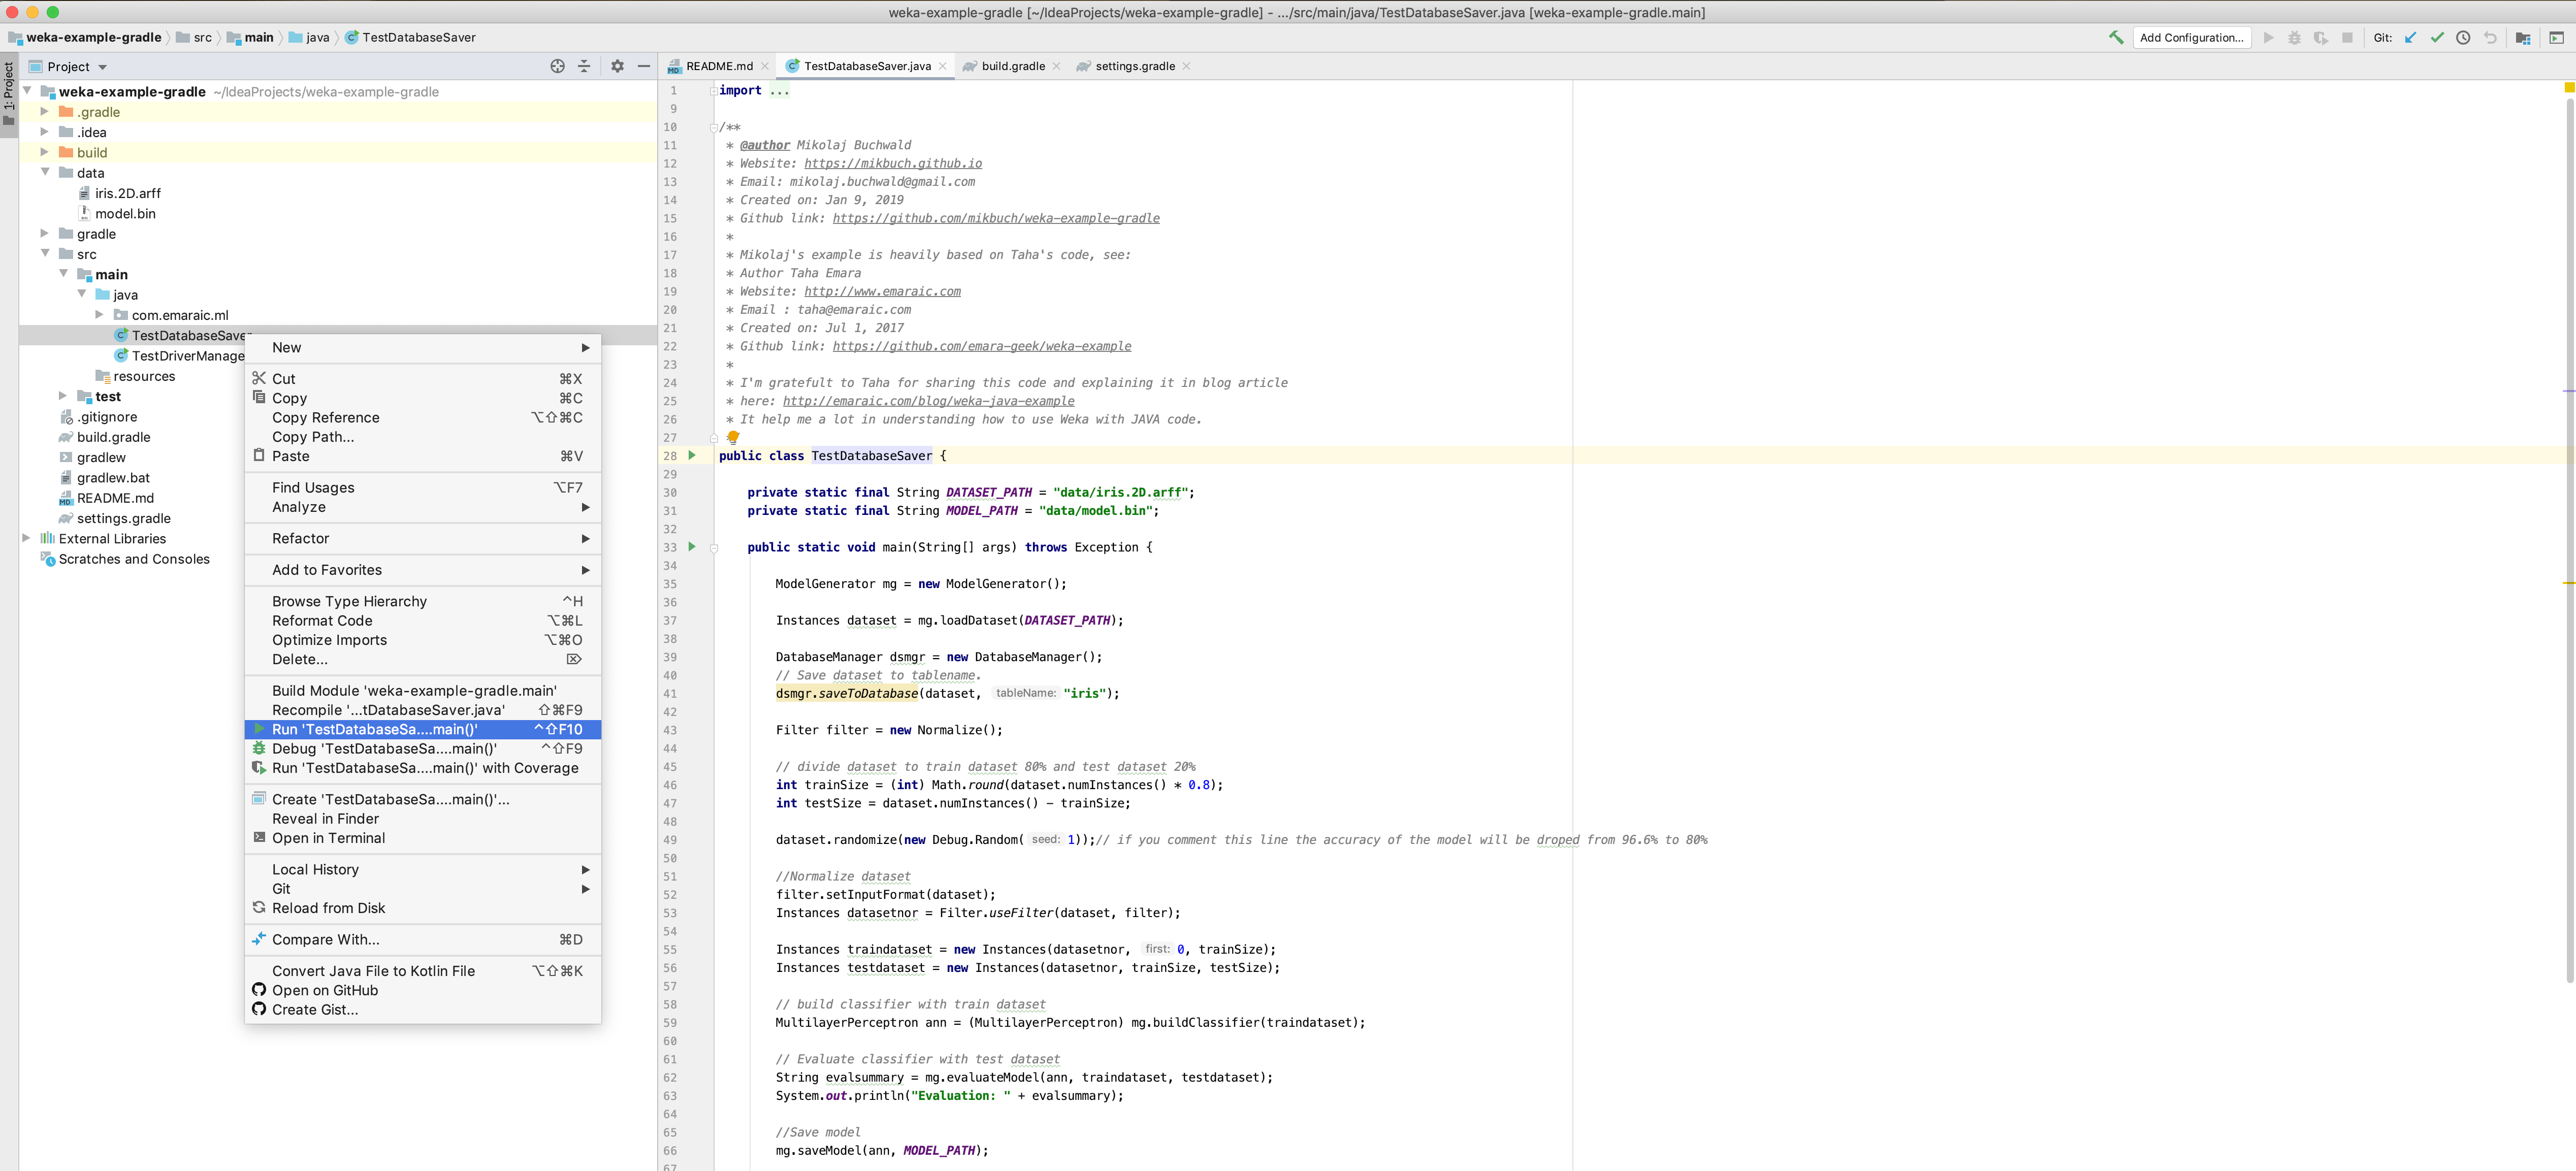 weka-example-gradle [~/IdeaProjects/weka-example-gradle] - .../src/main/java/TestDatabaseSaver.java [weka-example-gradle.main]
weka-example-gradle src main java TestDatabaseSaver
Add Configuration... Git:
1: Project
Project
weka-example-gradle ~/IdeaProjects/weka-example-gradle
.gradle
.idea
build
data
iris.2D.arff
model.bin
gradle
src
main
java
com.emaraic.ml
TestDatabaseSaver
TestDriverManage
resources
test
.gitignore
build.gradle
gradlew
gradlew.bat
README.md
settings.gradle
External Libraries
Scratches and Consoles
New
Cut ⌘X
Copy ⌘C
Copy Reference ⌥⇧⌘C
Copy Path...
Paste ⌘V
Find Usages ⌥F7
Analyze
Refactor
Add to Favorites
Browse Type Hierarchy ^H
Reformat Code ⌥⌘L
Optimize Imports ⌥⌘O
Delete... ⌦
Build Module 'weka-example-gradle.main'
Recompile '...tDatabaseSaver.java' ⇧⌘F9
Run 'TestDatabaseSa....main()' ^⇧F10
Debug 'TestDatabaseSa....main()' ^⇧F9
Run 'TestDatabaseSa....main()' with Coverage
Create 'TestDatabaseSa....main()'...
Reveal in Finder
Open in Terminal
Local History
Git
Reload from Disk
Compare With... ⌘D
Convert Java File to Kotlin File ⌥⇧⌘K
Open on GitHub
Create Gist...
README.md TestDatabaseSaver.java build.gradle settings.gradle
1 import ...
9
10 /**
11 * @author Mikolaj Buchwald
12 * Website: https://mikbuch.github.io
13 * Email: mikolaj.buchwald@gmail.com
14 * Created on: Jan 9, 2019
15 * Github link: https://github.com/mikbuch/weka-example-gradle
16 *
17 * Mikolaj's example is heavily based on Taha's code, see:
18 * Author Taha Emara
19 * Website: http://www.emaraic.com
20 * Email : taha@emaraic.com
21 * Created on: Jul 1, 2017
22 * Github link: https://github.com/emara-geek/weka-example
23 *
24 * I'm gratefult to Taha for sharing this code and explaining it in blog article
25 * here: http://emaraic.com/blog/weka-java-example
26 * It help me a lot in understanding how to use Weka with JAVA code.
27
28 public class TestDatabaseSaver {
29
30 private static final String DATASET_PATH = "data/iris.2D.arff";
31 private static final String MODEL_PATH = "data/model.bin";
32
33 public static void main(String[] args) throws Exception {
34
35 ModelGenerator mg = new ModelGenerator();
36
37 Instances dataset = mg.loadDataset(DATASET_PATH);
38
39 DatabaseManager dsmgr = new DatabaseManager();
40 // Save dataset to tablename.
41 dsmgr.saveToDatabase(dataset, tableName: "iris");
42
43 Filter filter = new Normalize();
44
45 // divide dataset to train dataset 80% and test dataset 20%
46 int trainSize = (int) Math.round(dataset.numInstances() * 0.8);
47 int testSize = dataset.numInstances() - trainSize;
48
49 dataset.randomize(new Debug.Random( seed: 1));// if you comment this line the accuracy of the model will be droped from 96.6% to 80%
50
51 //Normalize dataset
52 filter.setInputFormat(dataset);
53 Instances datasetnor = Filter.useFilter(dataset, filter);
54
55 Instances traindataset = new Instances(datasetnor, first: 0, trainSize);
56 Instances testdataset = new Instances(datasetnor, trainSize, testSize);
57
58 // build classifier with train dataset
59 MultilayerPerceptron ann = (MultilayerPerceptron) mg.buildClassifier(traindataset);
60
61 // Evaluate classifier with test dataset
62 String evalsummary = mg.evaluateModel(ann, traindataset, testdataset);
63 System.out.println("Evaluation: " + evalsummary);
64
65 //Save model
66 mg.saveModel(ann, MODEL_PATH);
67